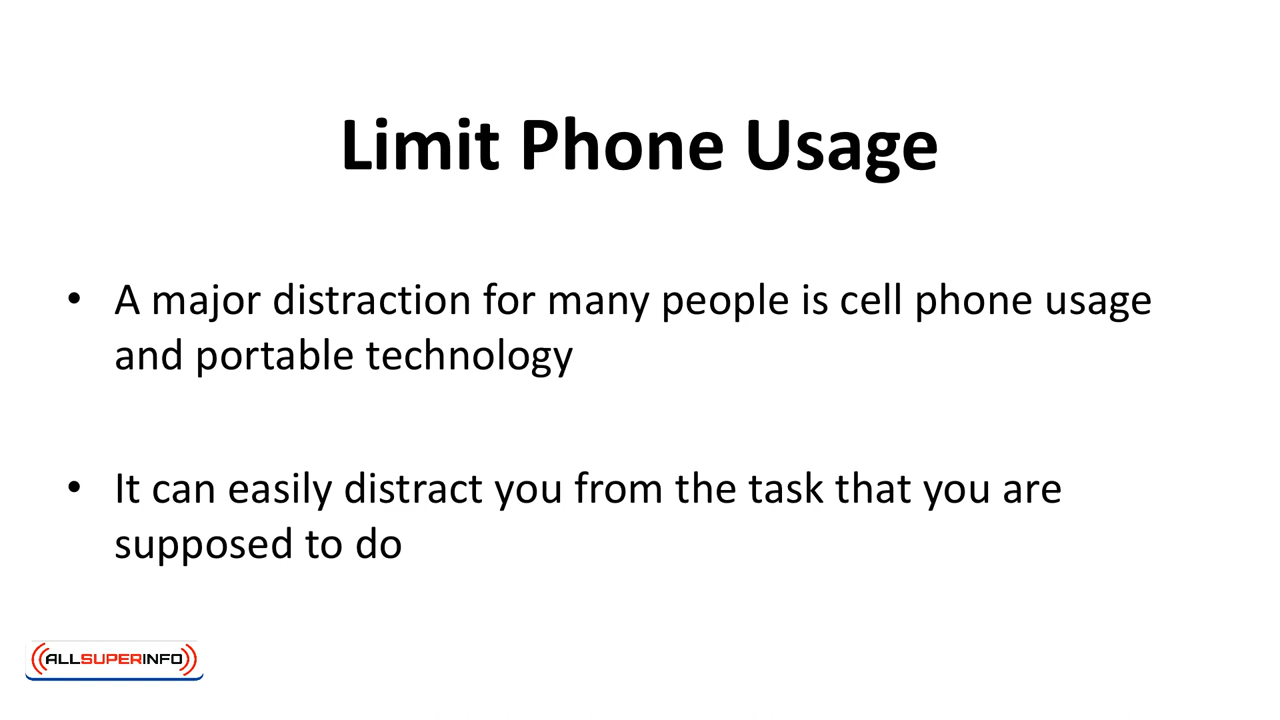 Limit Phone Usage
• A major distraction for many people is cell phone usage
and portable technology
• It can easily distract you from the task that you are
supposed to do
ALLSUPERINFO